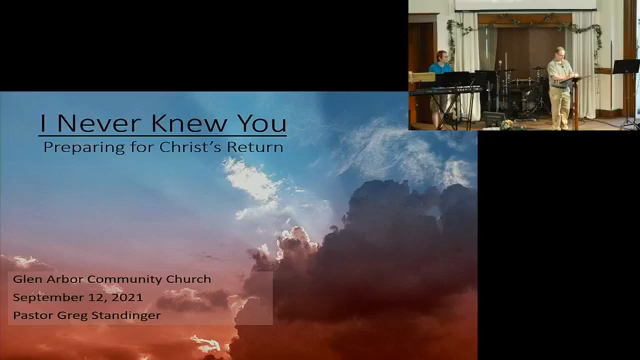 I Never Knew You
Preparing for Christ's Return
Glen Arbor Community Church
September 12, 2021
Pastor Greg Standinger